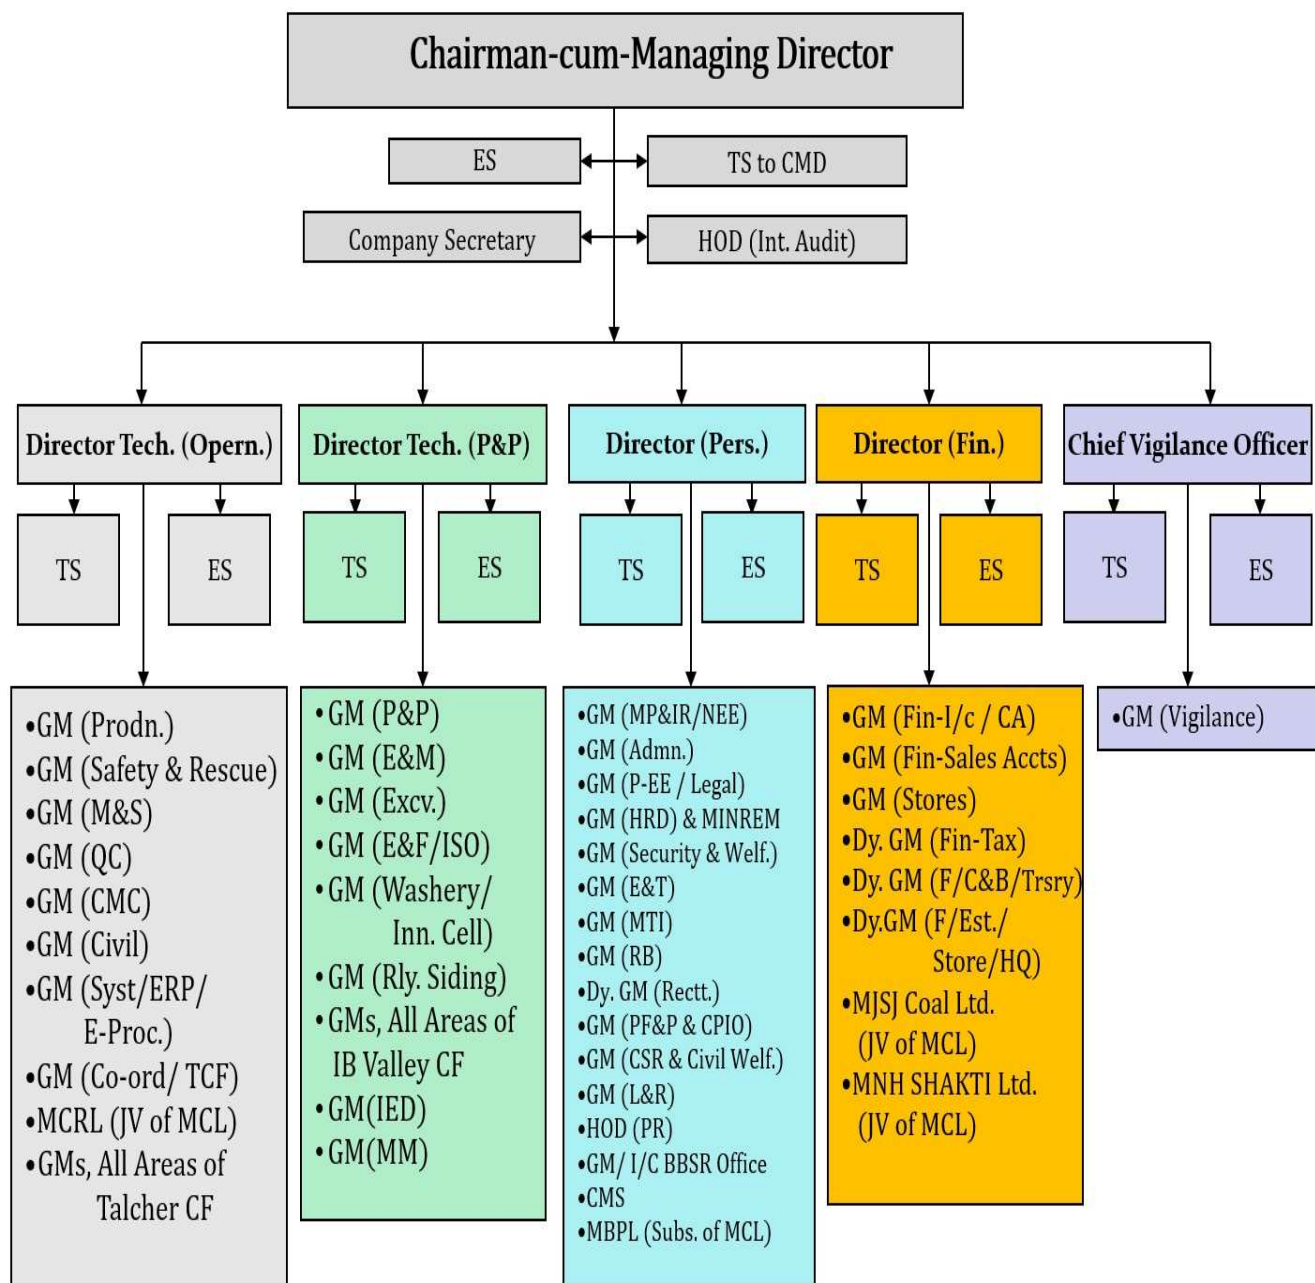 Chairman-cum-Managing Director
ES
TS to CMD
Company Secretary
HOD (Int. Audit)
Director Tech. (Opern.)
Director Tech. (P&P)
Director (Pers.)
Director (Fin.)
Chief Vigilance Officer
TS
ES
TS
ES
TS
ES
TS
ES
TS
ES
•GM (Prodn.)
•GM (Safety & Rescue)
•GM (M&S)
•GM (QC)
•GM (CMC)
•GM (Civil)
•GM (Syst/ERP/
E-Proc.)
•GM (Co-ord/ TCF)
•MCRL (JV of MCL)
•GMs, All Areas of
Talcher CF
•GM (P&P)
•GM (E&M)
•GM (Excv.)
•GM (E&F/ISO)
•GM (Washery/
Inn. Cell)
•GM (Rly. Siding)
•GMs, All Areas of
IB Valley CF
•GM(IED)
•GM(MM)
•GM (MP&IR/NEE)
•GM (Admn.)
•GM (P-EE / Legal)
•GM (HRD) & MINREM
•GM (Security & Welf.)
•GM (E&T)
•GM (MTI)
•GM (RB)
•Dy. GM (Rectt.)
•GM (PF&P & CPIO)
•GM (CSR & Civil Welf.)
•GM (L&R)
•HOD (PR)
•GM/ I/C BBSR Office
•CMS
•MBPL (Subs. of MCL)
•GM (Fin-I/c / CA)
•GM (Fin-Sales Accts)
•GM (Stores)
•Dy. GM (Fin-Tax)
•Dy. GM (F/C&B/Trsry)
•Dy.GM (F/Est./
Store/HQ)
•MJSJ Coal Ltd.
(JV of MCL)
•MNH SHAKTI Ltd.
(JV of MCL)
•GM (Vigilance)